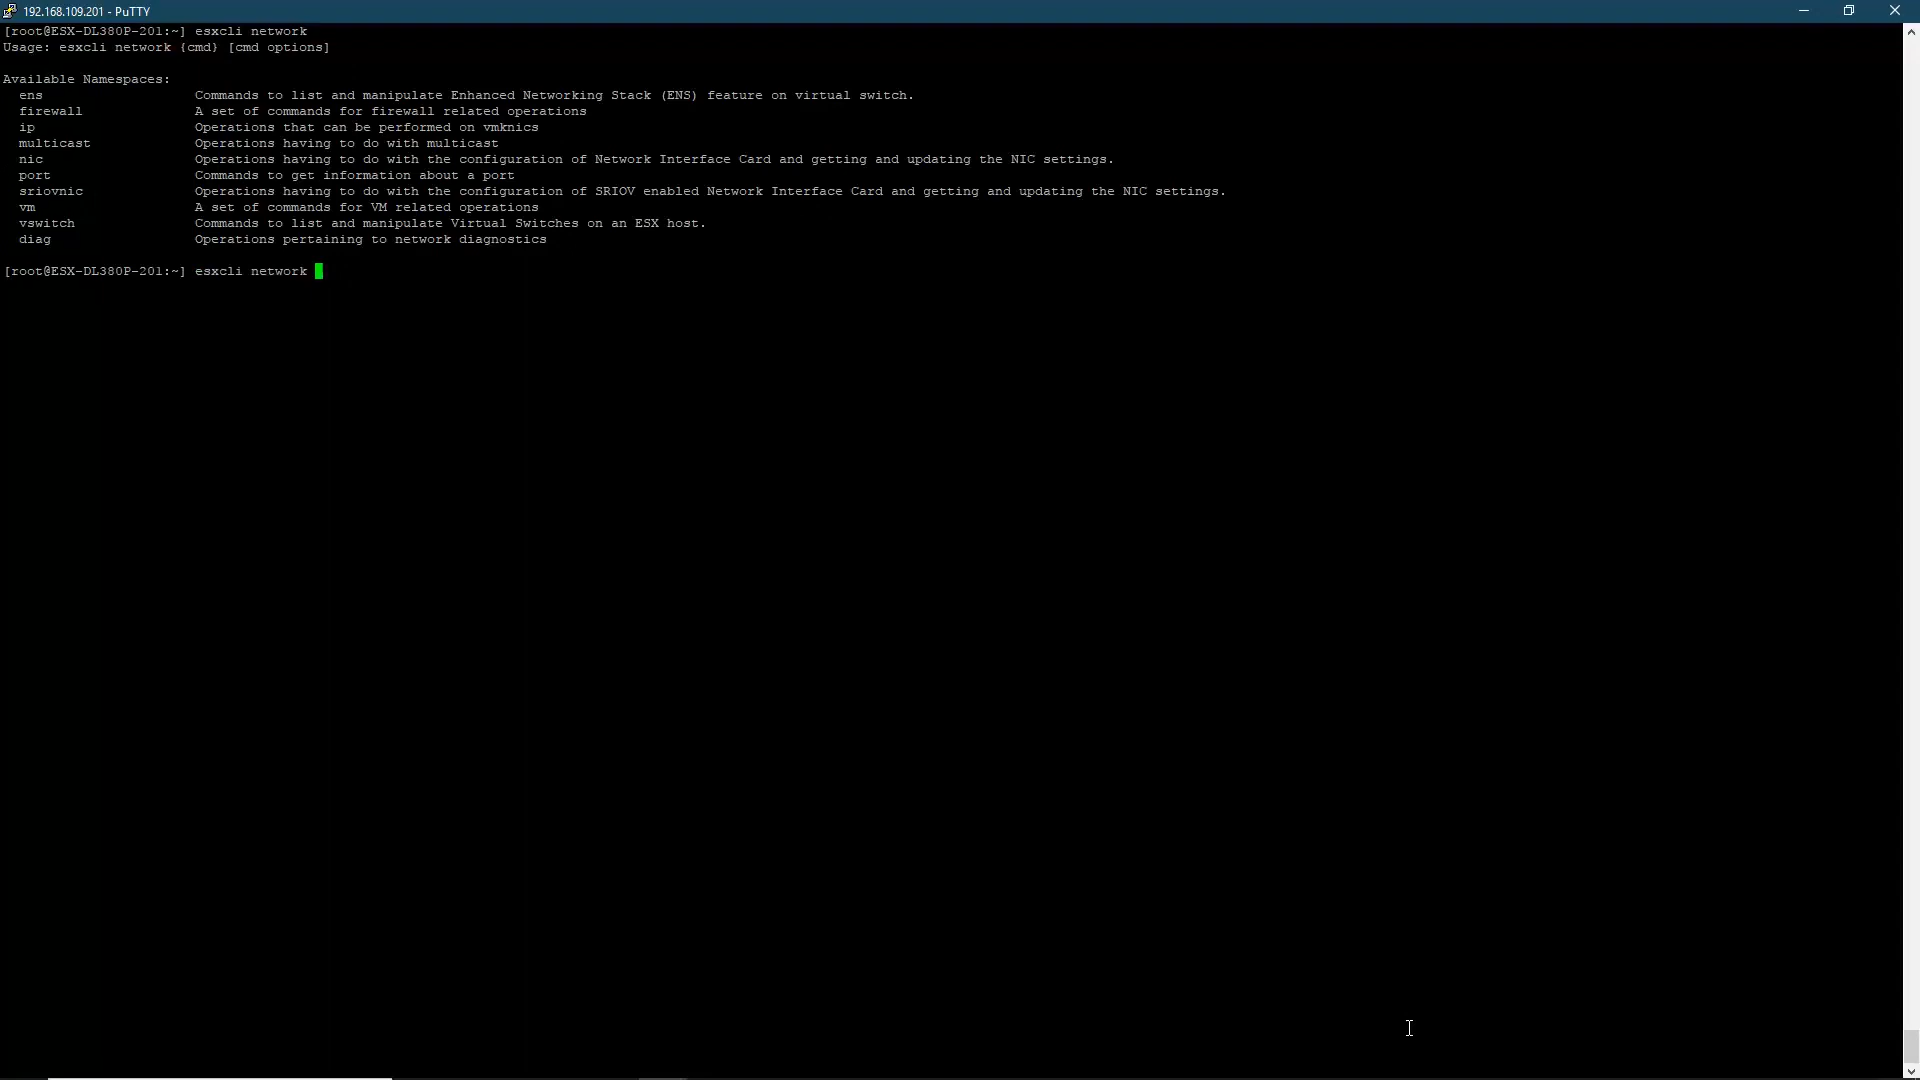 192.168.109.201 - PuTTY
[root@ESX-DL380P-201:~] esxcli network
Usage: esxcli network {cmd} [cmd options]
Available Namespaces:
ens Commands to list and manipulate Enhanced Networking Stack (ENS) feature on virtual switch.
firewall A set of commands for firewall related operations
ip Operations that can be performed on vmknics
multicast Operations having to do with multicast
nic Operations having to do with the configuration of Network Interface Card and getting and updating the NIC settings.
port Commands to get information about a port
sriovnic Operations having to do with the configuration of SRIOV enabled Network Interface Card and getting and updating the NIC settings.
vm A set of commands for VM related operations
vswitch Commands to list and manipulate Virtual Switches on an ESX host.
diag Operations pertaining to network diagnostics
[root@ESX-DL380P-201:~] esxcli network